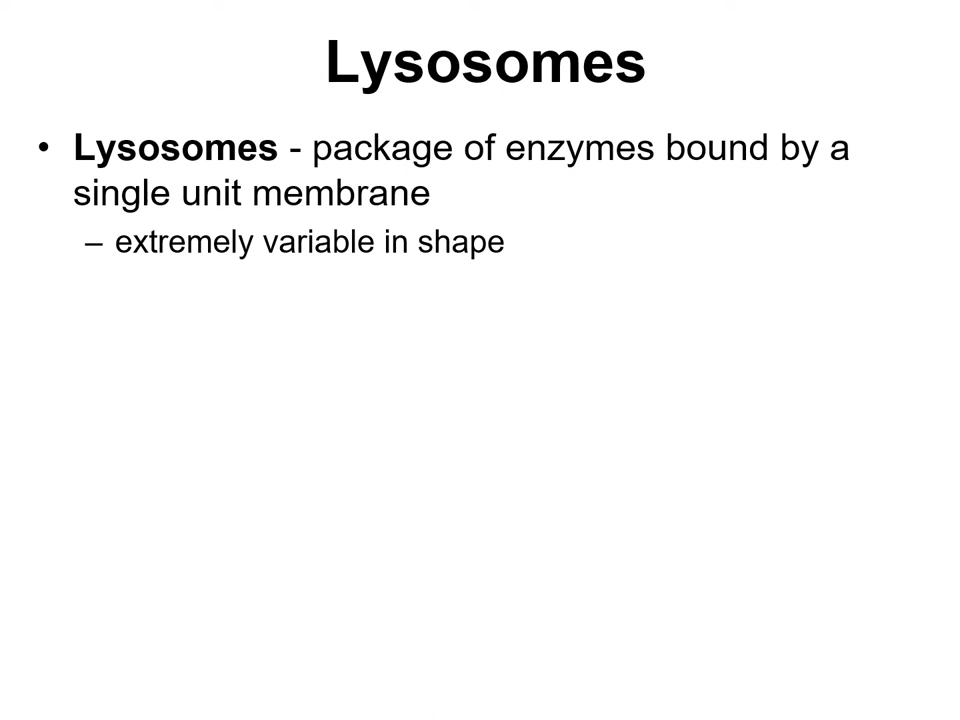 Lysosomes
• Lysosomes - package of enzymes bound by a
single unit membrane
– extremely variable in shape